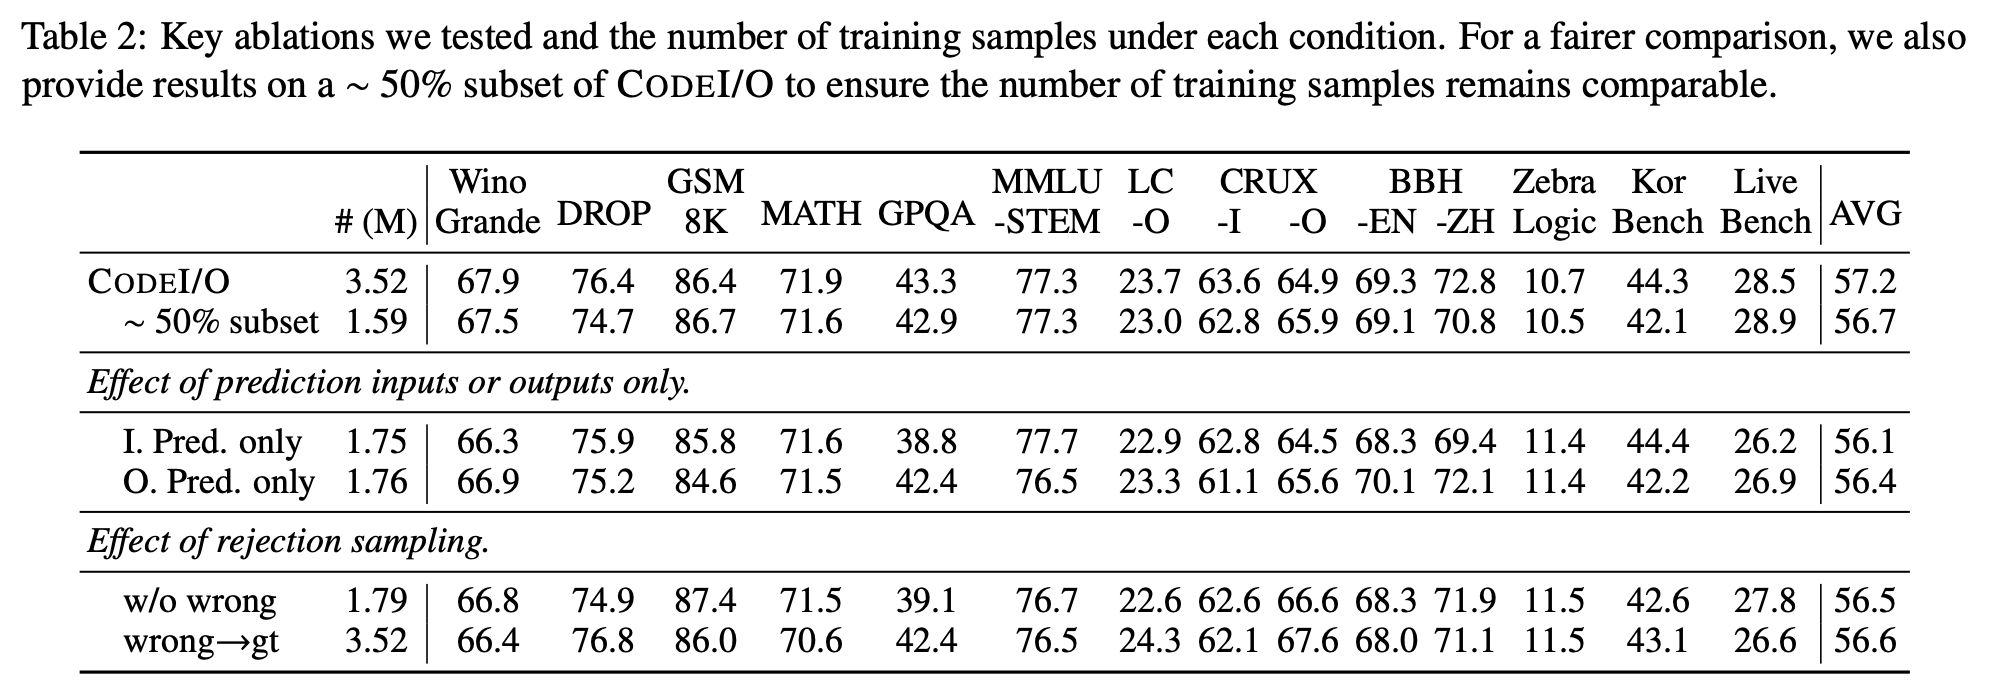 Table 2: Key ablations we tested and the number of training samples under each condition. For a fairer comparison, we also
provide results on a ~ 50% subset of CODEI/O to ensure the number of training samples remains comparable.
Wino GSM MMLU LC CRUX BBH Zebra Kor Live
# (M) Grande DROP 8K MATH GPQA -STEM -O -I -O -EN -ZH Logic Bench Bench AVG
CODEI/O 3.52 67.9 76.4 86.4 71.9 43.3 77.3 23.7 63.6 64.9 69.3 72.8 10.7 44.3 28.5 57.2
~ 50% subset 1.59 67.5 74.7 86.7 71.6 42.9 77.3 23.0 62.8 65.9 69.1 70.8 10.5 42.1 28.9 56.7
Effect of prediction inputs or outputs only.
I. Pred. only 1.75 66.3 75.9 85.8 71.6 38.8 77.7 22.9 62.8 64.5 68.3 69.4 11.4 44.4 26.2 56.1
O. Pred. only 1.76 66.9 75.2 84.6 71.5 42.4 76.5 23.3 61.1 65.6 70.1 72.1 11.4 42.2 26.9 56.4
Effect of rejection sampling.
w/o wrong 1.79 66.8 74.9 87.4 71.5 39.1 76.7 22.6 62.6 66.6 68.3 71.9 11.5 42.6 27.8 56.5
wrong→gt 3.52 66.4 76.8 86.0 70.6 42.4 76.5 24.3 62.1 67.6 68.0 71.1 11.5 43.1 26.6 56.6